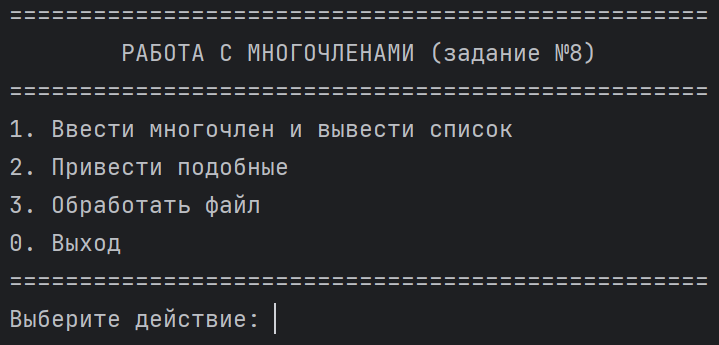 ==================================================
РАБОТА С МНОГОЧЛЕНАМИ (задание №8)
==================================================
1. Ввести многочлен и вывести список
2. Привести подобные
3. Обработать файл
0. Выход
==================================================
Выберите действие: